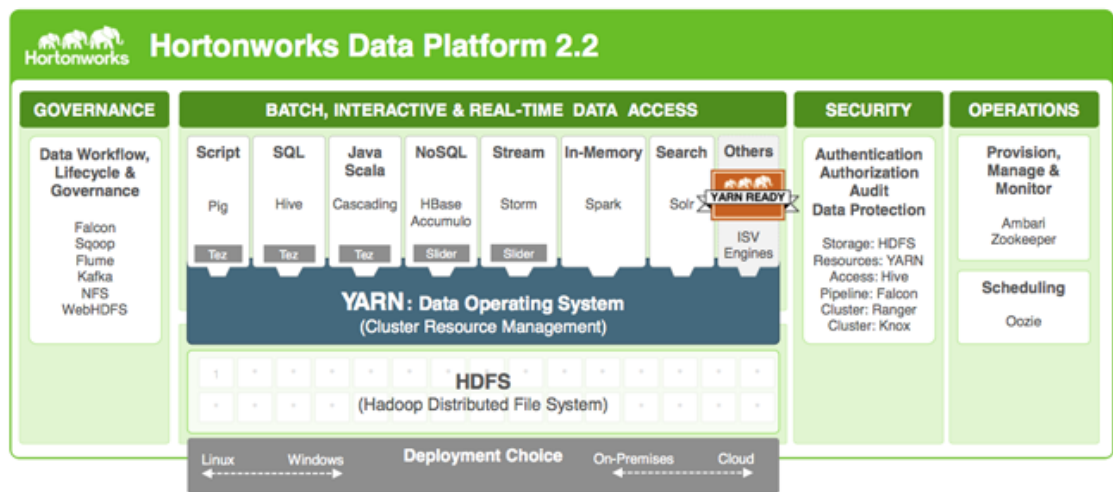 Hortonworks
Hortonworks Data Platform 2.2
GOVERNANCE
Data Workflow,
Lifecycle &
Governance
Falcon
Sqoop
Flume
Kafka
NFS
WebHDFS
BATCH, INTERACTIVE & REAL-TIME DATA ACCESS
Script
Pig
Tez
SQL
Hive
Tez
Java
Scala
Cascading
Tez
NoSQL
HBase
Accumulo
Slider
Stream
Storm
Slider
In-Memory
Spark
Search
Solr
Others
YARN READY
ISV
Engines
YARN : Data Operating System
(Cluster Resource Management)
1
HDFS
(Hadoop Distributed File System)
Deployment Choice
Linux
Windows
On-Premises
Cloud
SECURITY
Authentication
Authorization
Audit
Data Protection
Storage: HDFS
Resources: YARN
Access: Hive
Pipeline: Falcon
Cluster: Ranger
Cluster: Knox
OPERATIONS
Provision,
Manage &
Monitor
Ambari
Zookeeper
Scheduling
Oozie